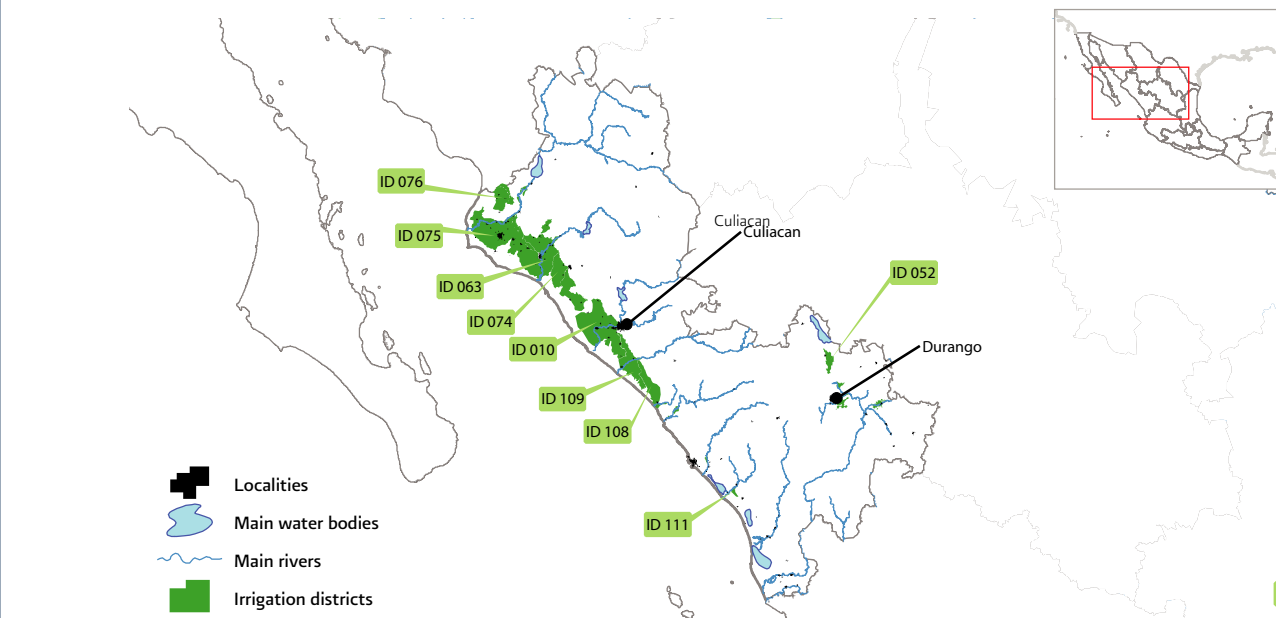 ID 076
Culiacan
Culiacan
ID 075
ID 052
ID 063
ID 074
ID 010
Durango
ID 109
ID 108
Localities
Main water bodies
ID 111
Main rivers
Irrigation districts